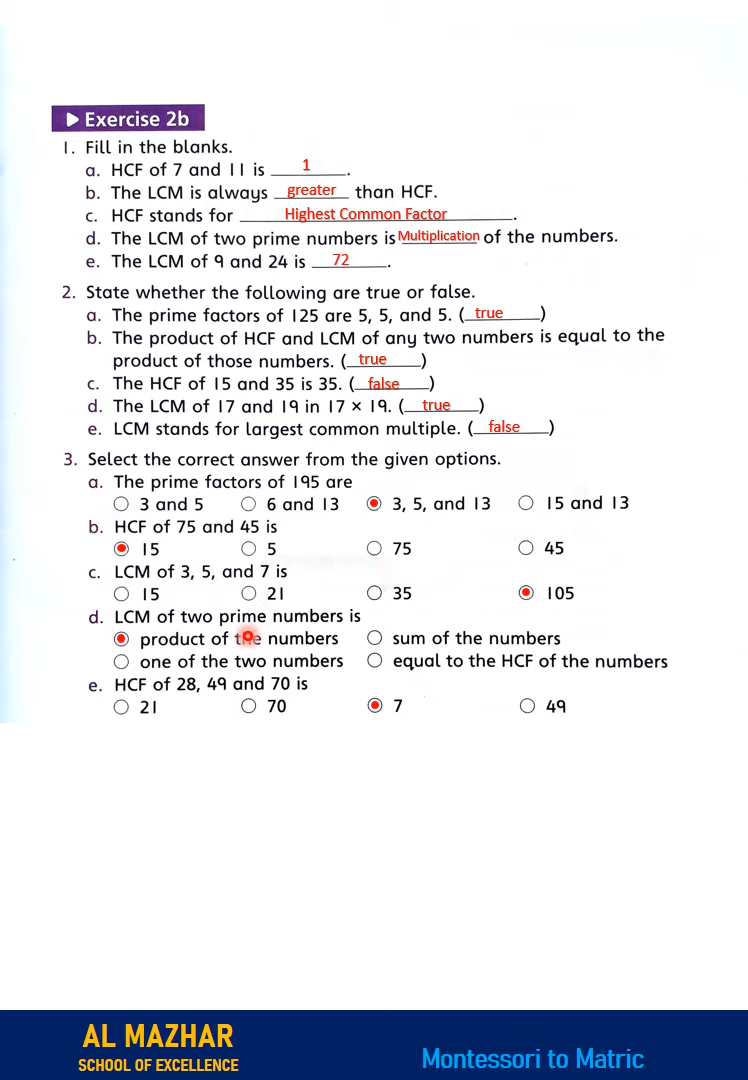 Exercise 2b
1. Fill in the blanks.
a. HCF of 7 and 11 is 1.
b. The LCM is always greater than HCF.
c. HCF stands for Highest Common Factor.
d. The LCM of two prime numbers is Multiplication of the numbers.
e. The LCM of 9 and 24 is 72.
2. State whether the following are true or false.
a. The prime factors of 125 are 5, 5, and 5. (true)
b. The product of HCF and LCM of any two numbers is equal to the
product of those numbers. (true)
c. The HCF of 15 and 35 is 35. (false)
d. The LCM of 17 and 19 in 17 × 19. (true)
e. LCM stands for largest common multiple. (false)
3. Select the correct answer from the given options.
a. The prime factors of 195 are
3 and 5 6 and 13 3, 5, and 13 15 and 13
b. HCF of 75 and 45 is
15 5 75 45
c. LCM of 3, 5, and 7 is
15 21 35 105
d. LCM of two prime numbers is
product of the numbers sum of the numbers
one of the two numbers equal to the HCF of the numbers
e. HCF of 28, 49 and 70 is
21 70 7 49
AL MAZHAR
SCHOOL OF EXCELLENCE
Montessori to Matric